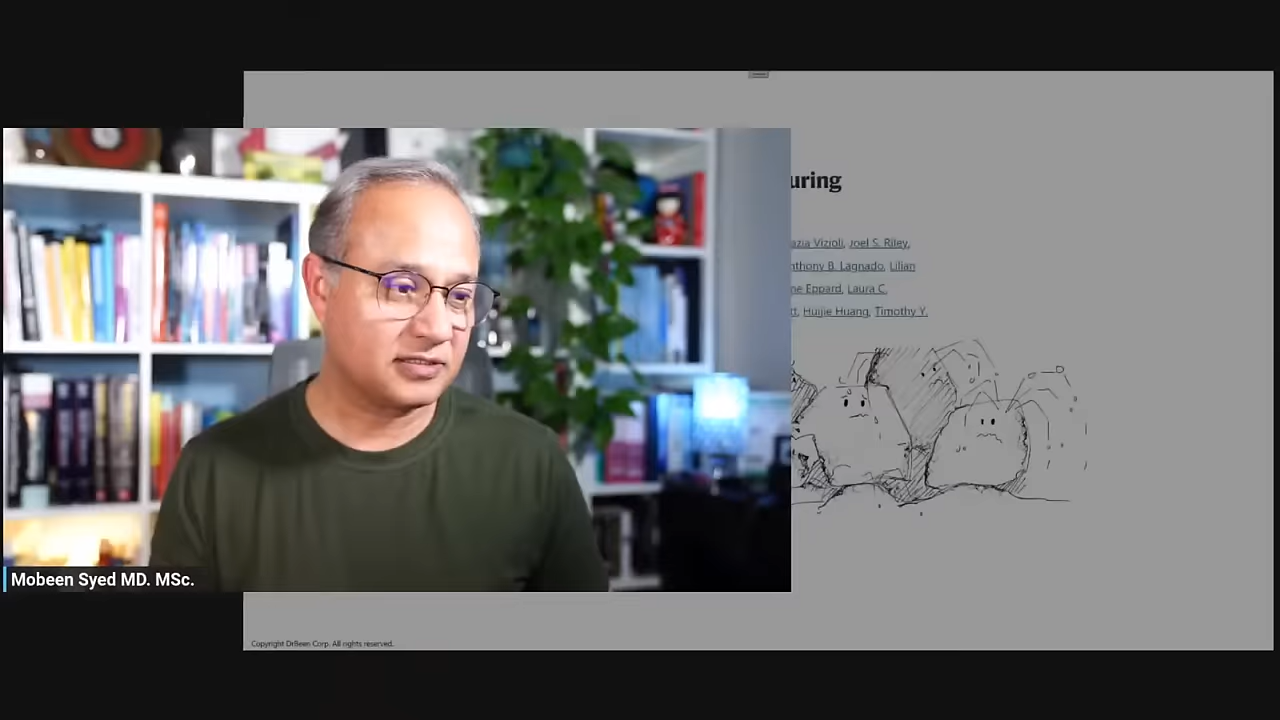 uring
azia Vizioli, Joel S. Riley,
nthony B. Lagnado, Lilian
ne Eppard, Laura C.
tt, Huijie Huang, Timothy Y.
Mobeen Syed MD. MSc.
Copyright DrBeen Corp. All rights reserved.